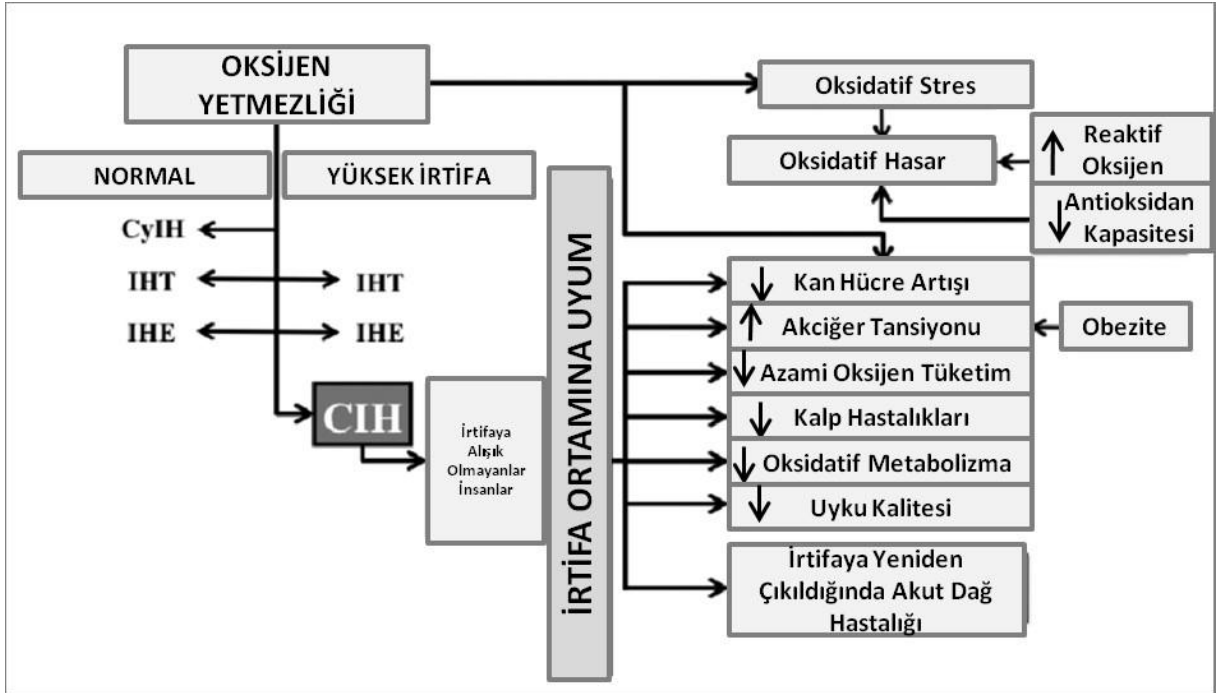 OKSİJEN
YETMEZLİĞİ
NORMAL
YÜKSEK İRTİFA
CyIH
IHT
IHT
IHE
IHE
CIH
İrtifaya
Alışık
Olmayanlar
İnsanlar
İRTİFA ORTAMINA UYUM
Oksidatif Stres
Oksidatif Hasar
Reaktif
Oksijen
Antioksidan
Kapasitesi
Kan Hücre Artışı
Akciğer Tansiyonu
Obezite
Azami Oksijen Tüketim
Kalp Hastalıkları
Oksidatif Metabolizma
Uyku Kalitesi
İrtifaya Yeniden
Çıkıldığında Akut Dağ
Hastalığı